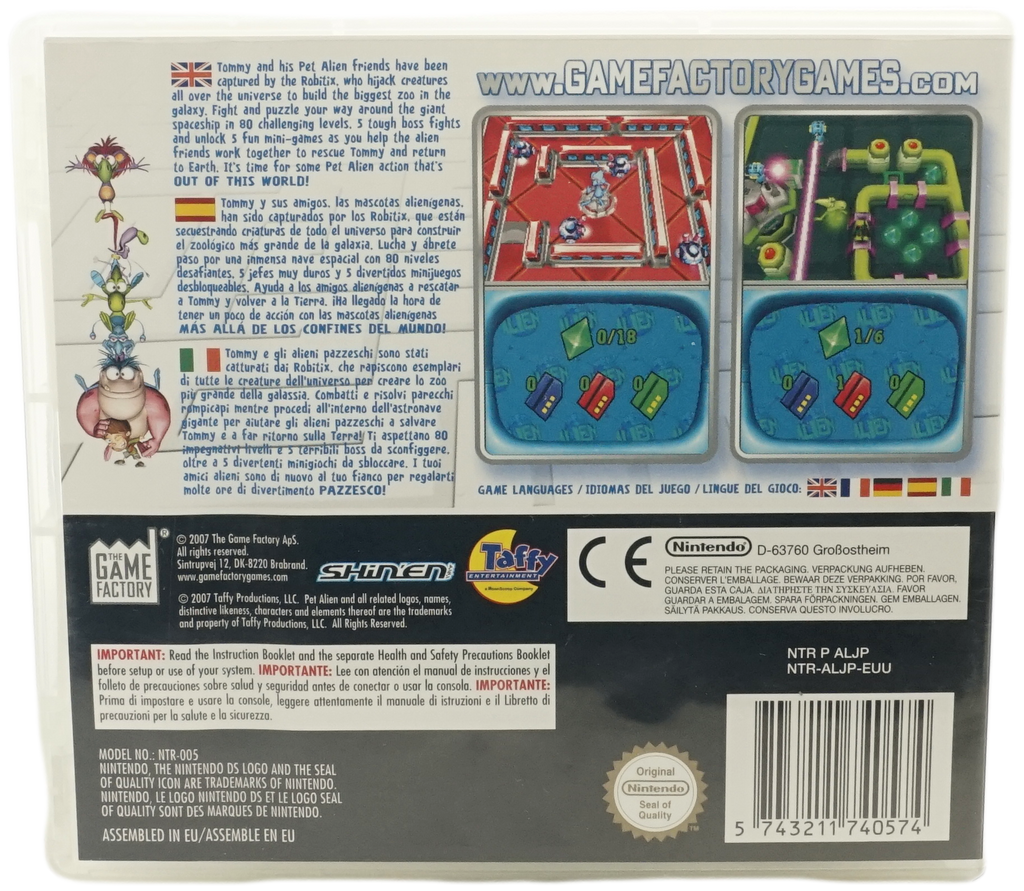 Tommy and his Pet Alien friends have been
captured by the Robitix, who hijack creatures
all over the universe to build the biggest zoo in the
galaxy. Fight and puzzle your way around the giant
spaceship in 80 challenging levels, 5 tough boss fights
and unlock 5 fun mini-games as you help the alien
friends work together to rescue Tommy and return
to Earth. It's time for some Pet Alien action that's
OUT OF THIS WORLD!
Tommy y sus amigos, las mascotas alienígenas,
han sido capturados por los Robitix, que están
secuestrando criaturas de todo el universo para construir
el zoológico más grande de la galaxia. Lucha y ábrete
paso por una inmensa nave espacial con 80 niveles
desafiantes, 5 jefes muy duros y 5 divertidos minijuegos
desbloqueables. Ayuda a los amigos alienígenas a rescatar
a Tommy y volver a la Tierra. ¡Ha llegado la hora de
tener un poco de acción con las mascotas alienígenas
MÁS ALLÁ DE LOS CONFINES DEL MUNDO!
Tommy e gli alieni pazzeschi sono stati
catturati dai Robitix, che rapiscono esemplari
di tutte le creature dell'universo per creare lo zoo
più grande della galassia. Combatti e risolvi parecchi
rompicapi mentre procedi all'interno dell'astronave
gigante per aiutare gli alieni pazzeschi a salvare
Tommy e a far ritorno sulla Terra! Ti aspettano 80
impegnativi livelli e 5 terribili boss da sconfiggere,
oltre a 5 divertenti minigiochi da sbloccare. I tuoi
amici alieni sono di nuovo al tuo fianco per regalarti
molte ore di divertimento PAZZESCO!
www.GAMEFACTORYGAMES.com
0/18
0 0 0
1/6
0 1 0
GAME LANGUAGES / IDIOMAS DEL JUEGO / LINGUE DEL GIOCO:
THE
GAME
FACTORY
®
© 2007 The Game Factory ApS.
All rights reserved.
Sintrupvej 12, DK-8220 Brabrand.
www.gamefactorygames.com
SHIN'EN
Taffy
ENTERTAINMENT
© 2007 Taffy Productions, LLC. Pet Alien and all related logos, names,
distinctive likeness, characters and elements thereof are the trademarks
and property of Taffy Productions, LLC. All Rights Reserved.
CE
Nintendo D-63760 Großostheim
PLEASE RETAIN THE PACKAGING. VERPACKUNG AUFHEBEN.
CONSERVER L'EMBALLAGE. BEWAAR DEZE VERPAKKING. POR FAVOR,
GUARDA ESTA CAJA. ΔΙΑΤΗΡΗΣΤΕ ΤΗΝ ΣΥΣΚΕΥΑΣΙΑ. FAVOR
GUARDAR A EMBALAGEM. SPARA FÖRPACKNINGEN. GEM EMBALLAGEN.
SÄILYTÄ PAKKAUS. CONSERVA QUESTO INVOLUCRO.
IMPORTANT: Read the Instruction Booklet and the separate Health and Safety Precautions Booklet
before setup or use of your system. IMPORTANTE: Lee con atención el manual de instrucciones y el
folleto de precauciones sobre salud y seguridad antes de conectar o usar la consola. IMPORTANTE:
Prima di impostare e usare la console, leggere attentamente il manuale di istruzioni e il Libretto di
precauzioni per la salute e la sicurezza.
NTR P ALJP
NTR-ALJP-EUU
MODEL NO.: NTR-005
NINTENDO, THE NINTENDO DS LOGO AND THE SEAL
OF QUALITY ICON ARE TRADEMARKS OF NINTENDO.
NINTENDO, LE LOGO NINTENDO DS ET LE LOGO SEAL
OF QUALITY SONT DES MARQUES DE NINTENDO.
ASSEMBLED IN EU/ASSEMBLE EN EU
Original
Nintendo
Seal of
Quality
TM
5 743211 740574